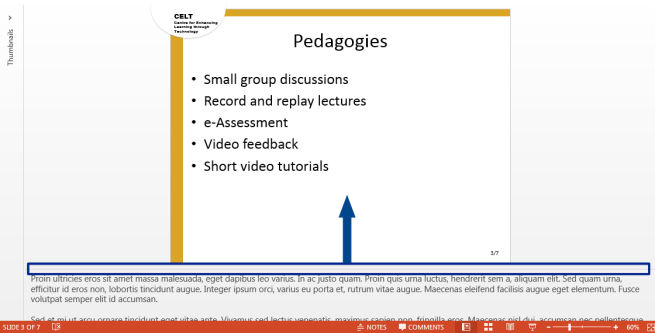 CELT
Centre for Enhancing
Learning through
Technology
Thumbnails
Pedagogies
• Small group discussions
• Record and replay lectures
• e-Assessment
• Video feedback
• Short video tutorials
3/7
Proin ultricies eros sit amet massa malesuada, eget dapibus leo varius. In ac justo quam. Proin quis urna luctus, hendrerit sem a, aliquam elit. Sed quam urna,
efficitur id eros non, lobortis tincidunt augue. Integer ipsum orci, varius eu porta et, rutrum vitae augue. Maecenas eleifend facilisis augue eget elementum. Fusce
volutpat semper elit id accumsan.
Sed et mi ut arcu ornare tincidunt eget vitae ante. Vivamus sed lectus venenatis, maximus sapien non, fringilla eros. Maecenas nisl dui, accumsan nec pellentesque
SLIDE 3 OF 7 NOTES COMMENTS 60%